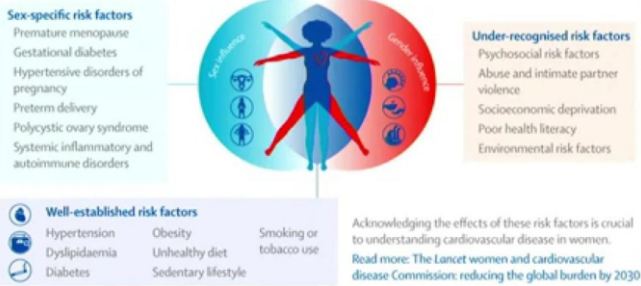 Sex-specific risk factors
Premature menopause
Gestational diabetes
Hypertensive disorders of
pregnancy
Preterm delivery
Polycystic ovary syndrome
Systemic inflammatory and
autoimmune disorders
Sex influence
Gender influence
Under-recognised risk factors
Psychosocial risk factors
Abuse and intimate partner
violence
Socioeconomic deprivation
Poor health literacy
Environmental risk factors
Well-established risk factors
Hypertension
Dyslipidaemia
Diabetes
Obesity
Unhealthy diet
Sedentary lifestyle
Smoking or
tobacco use
Acknowledging the effects of these risk factors is crucial
to understanding cardiovascular disease in women.
Read more: The Lancet women and cardiovascular
disease Commission: reducing the global burden by 2030